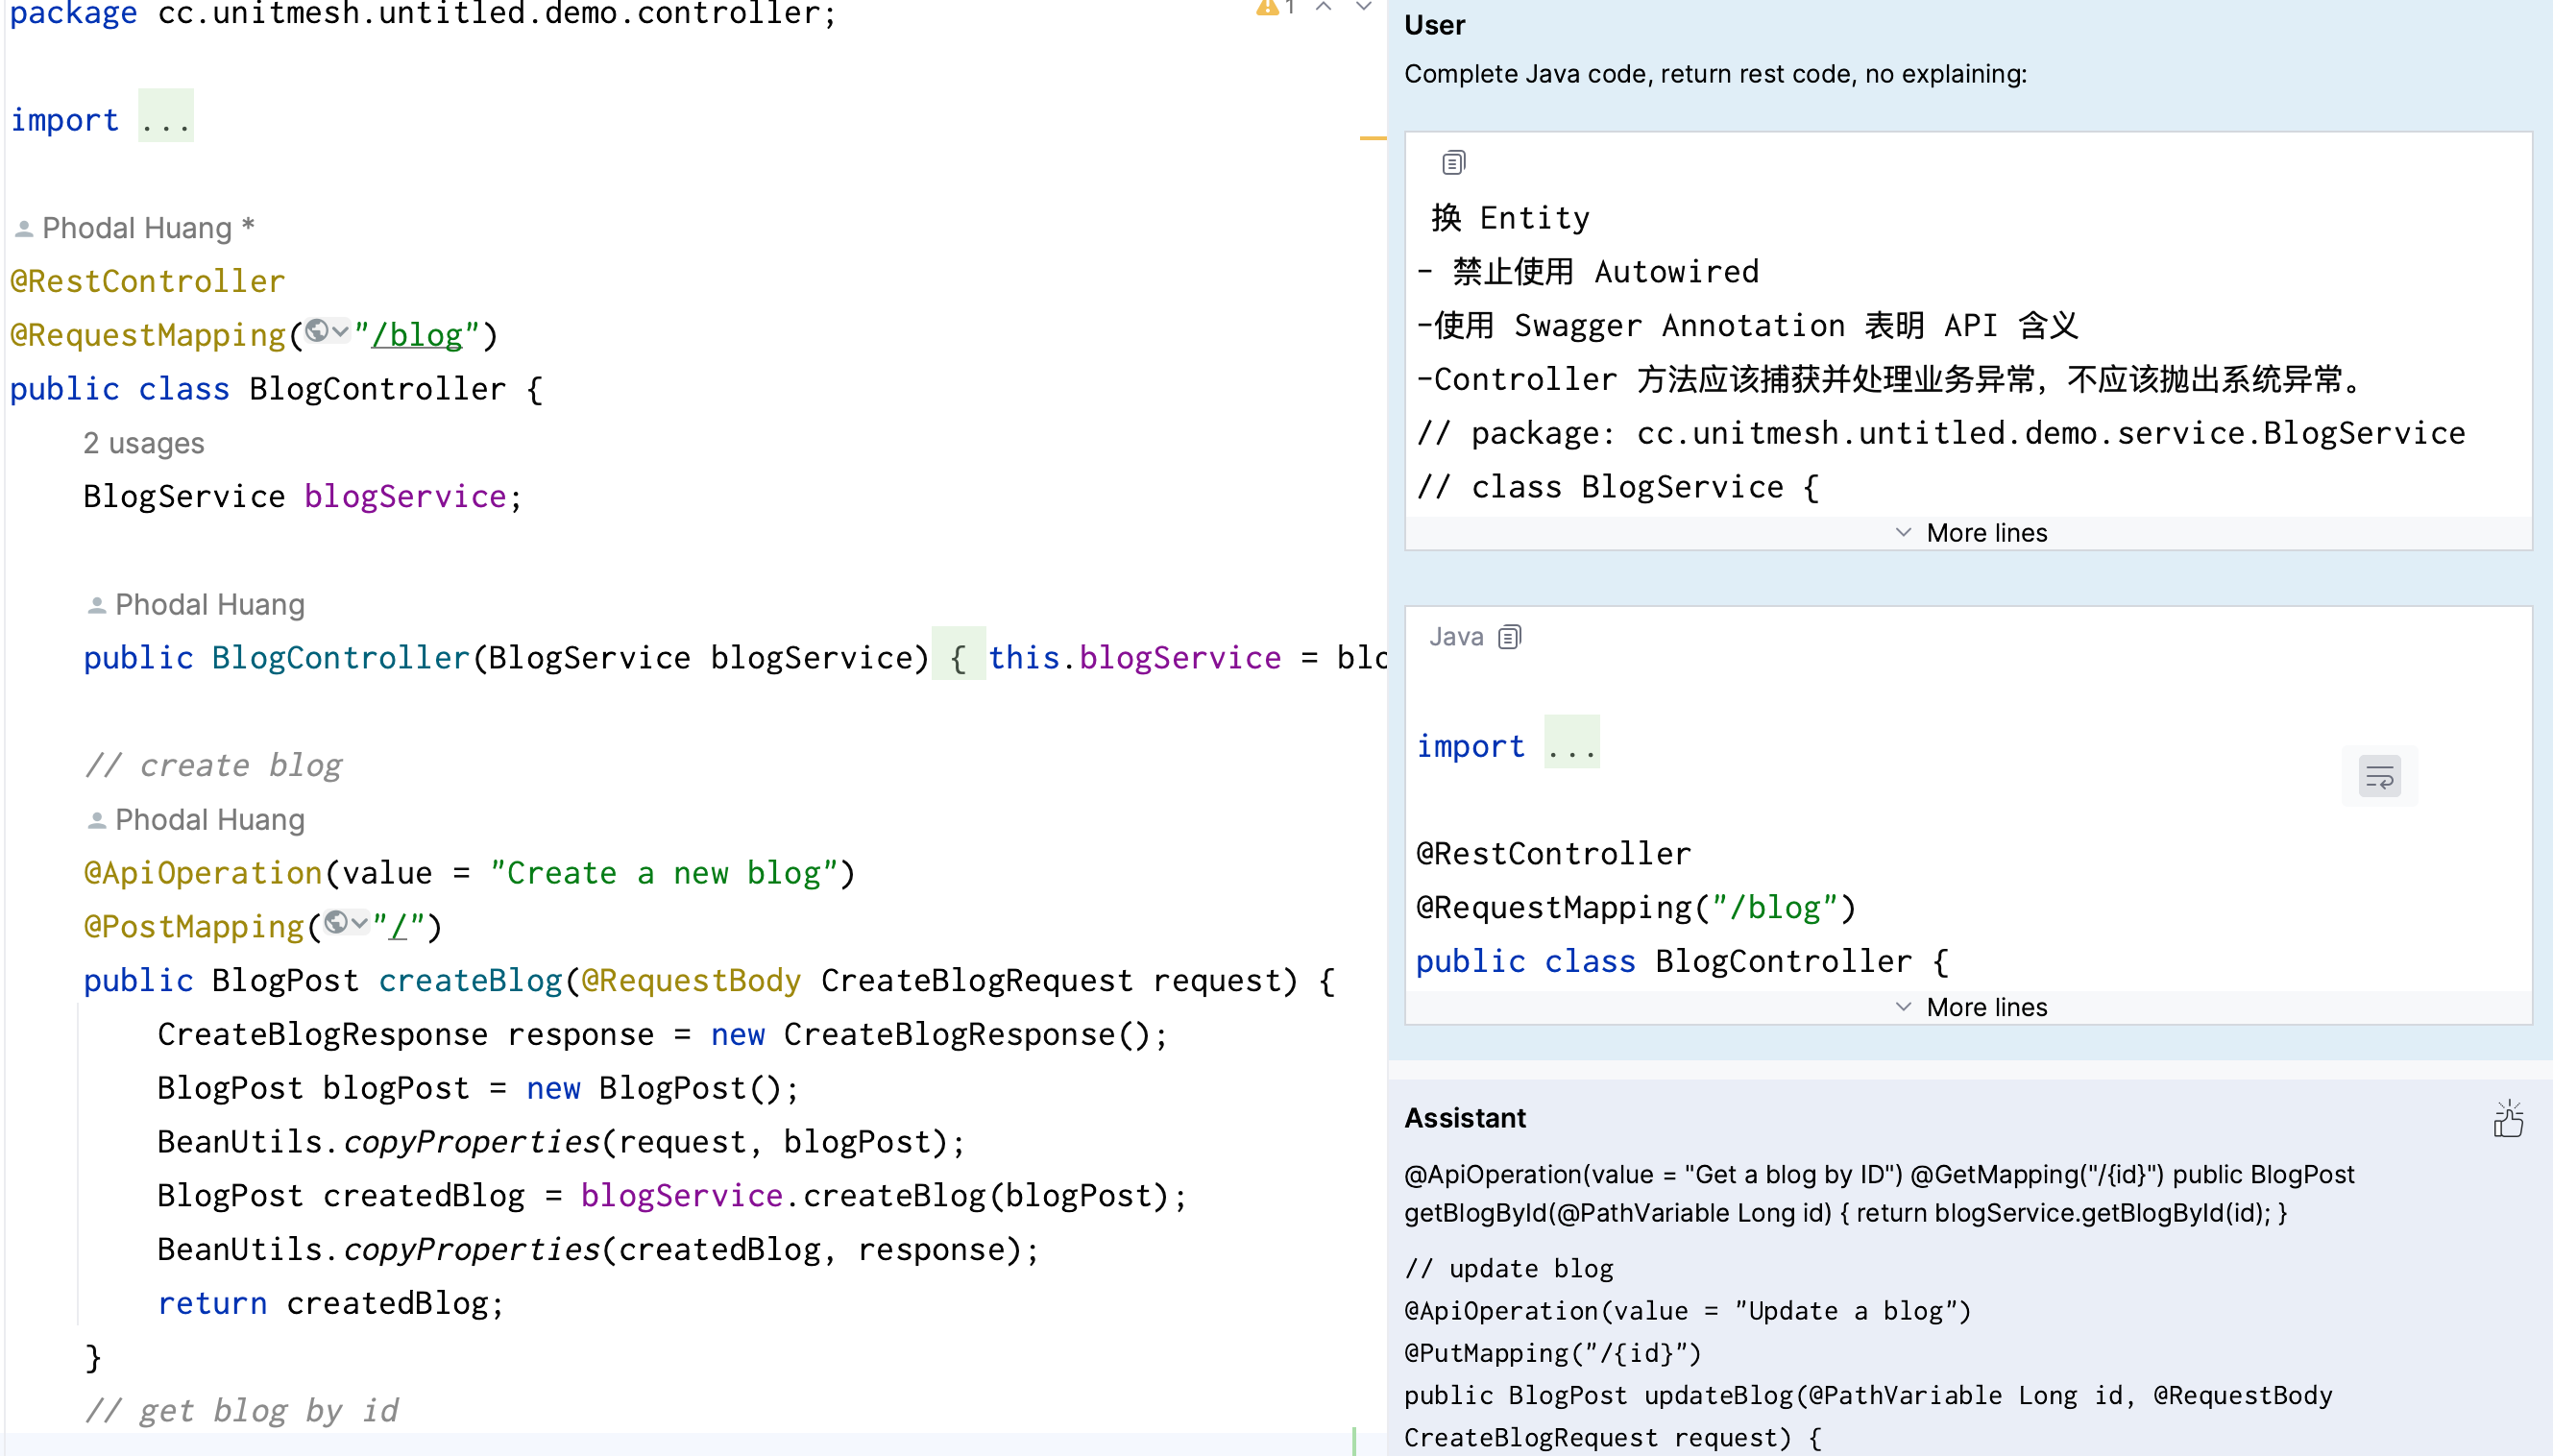 package cc.unitmesh.untitled.demo.controller;
1
import ...
Phodal Huang *
@RestController
@RequestMapping("/blog")
public class BlogController {
2 usages
BlogService blogService;
Phodal Huang
public BlogController(BlogService blogService) { this.blogService = blo
// create blog
Phodal Huang
@ApiOperation(value = "Create a new blog")
@PostMapping("/")
public BlogPost createBlog(@RequestBody CreateBlogRequest request) {
CreateBlogResponse response = new CreateBlogResponse();
BlogPost blogPost = new BlogPost();
BeanUtils.copyProperties(request, blogPost);
BlogPost createdBlog = blogService.createBlog(blogPost);
BeanUtils.copyProperties(createdBlog, response);
return createdBlog;
}
// get blog by id
User
Complete Java code, return rest code, no explaining:
换 Entity
- 禁止使用 Autowired
-使用 Swagger Annotation 表明 API 含义
-Controller 方法应该捕获并处理业务异常，不应该抛出系统异常。
// package: cc.unitmesh.untitled.demo.service.BlogService
// class BlogService {
More lines
Java
import ...
@RestController
@RequestMapping("/blog")
public class BlogController {
More lines
Assistant
@ApiOperation(value = "Get a blog by ID") @GetMapping("/{id}") public BlogPost
getBlogById(@PathVariable Long id) { return blogService.getBlogById(id); }
// update blog
@ApiOperation(value = "Update a blog")
@PutMapping("/{id}")
public BlogPost updateBlog(@PathVariable Long id, @RequestBody
CreateBlogRequest request) {